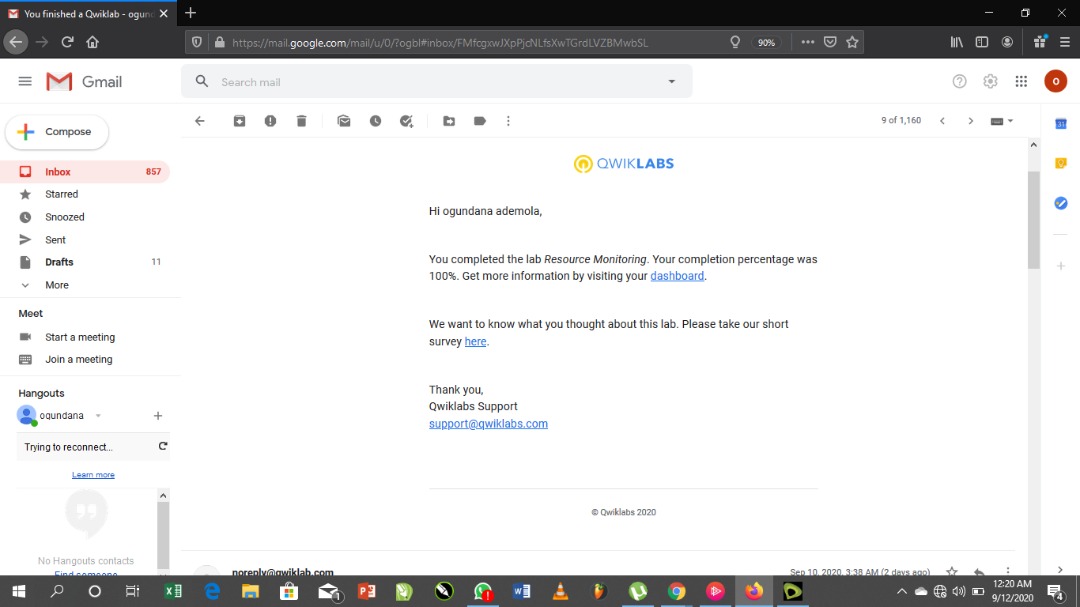 You finished a Qwiklab - ogund
https://mail.google.com/mail/u/0/?ogbl#inbox/FMfcgxwJXpPjcNLfsXwTGrdLVZBMwbSL
90%
Gmail
Search mail
O
Compose
9 of 1,160
Inbox 857
Starred
Snoozed
Sent
Drafts 11
More
Meet
Start a meeting
Join a meeting
Hangouts
ogundana
Trying to reconnect...
Learn more
No Hangouts contacts
Find someone
QWIKLABS
Hi ogundana ademola,
You completed the lab Resource Monitoring. Your completion percentage was
100%. Get more information by visiting your dashboard.
We want to know what you thought about this lab. Please take our short
survey here.
Thank you,
Qwiklabs Support
support@qwiklabs.com
© Qwiklabs 2020
noreply@qwiklab.com
Sep 10, 2020, 3:38 AM (2 days ago)
31
12:20 AM
9/12/2020
4